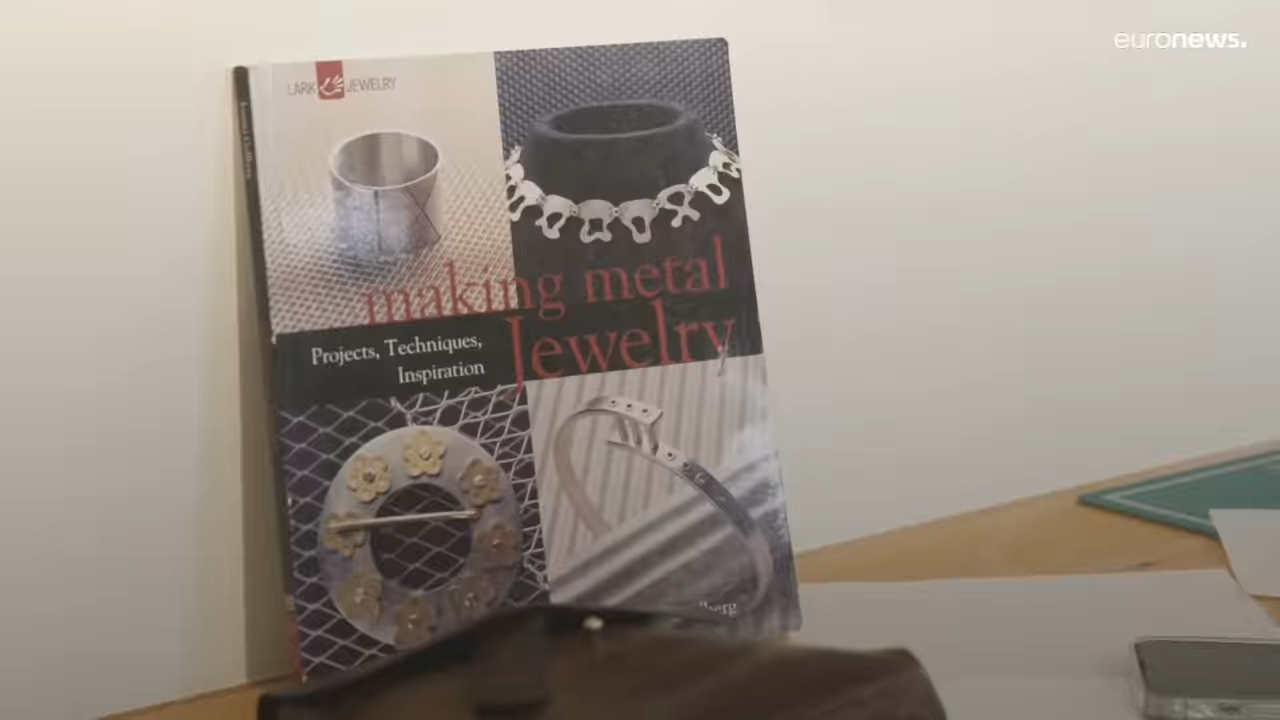 euronews.
LARK JEWELRY
making metal
Jewelry
Projects, Techniques,
Inspiration